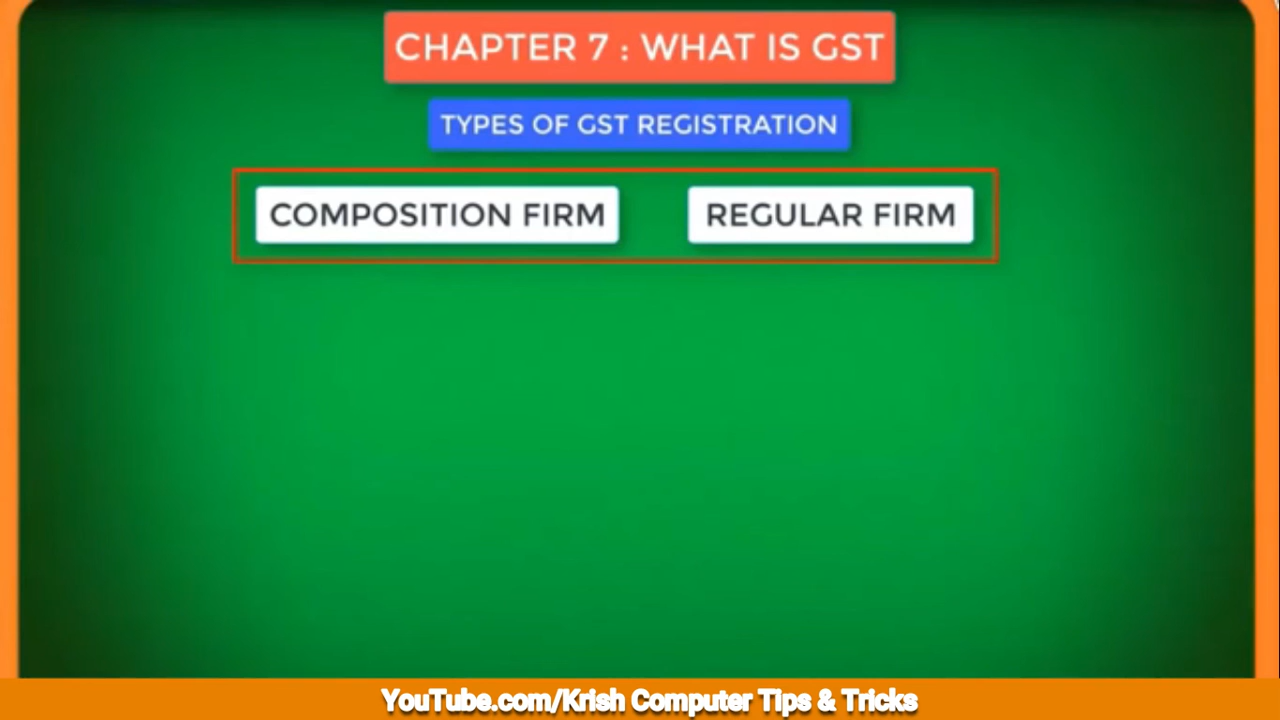 CHAPTER 7 : WHAT IS GST
TYPES OF GST REGISTRATION
COMPOSITION FIRM
REGULAR FIRM
YouTube.com/Krish Computer Tips & Tricks